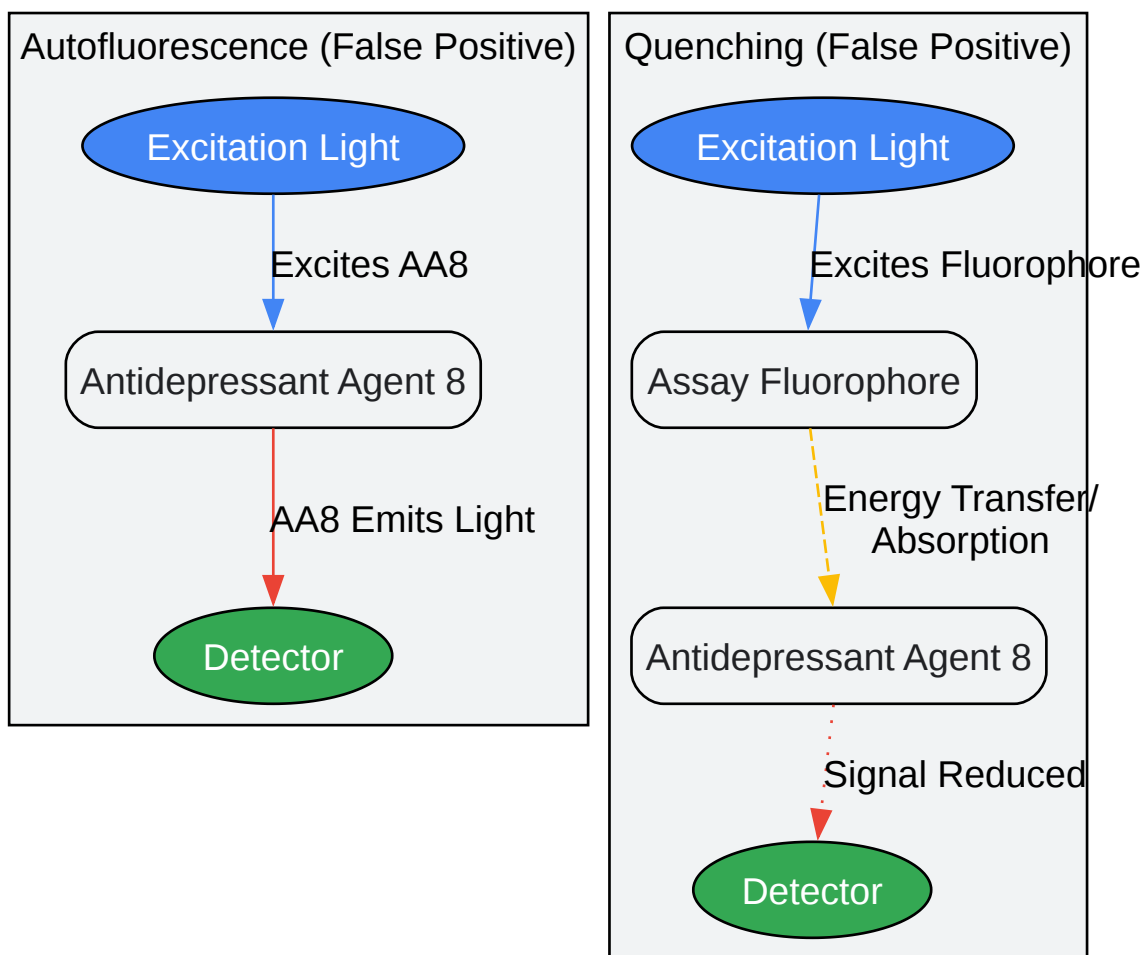 Autofluorescence (False Positive)
Excitation Light
Excites AA8
Antidepressant Agent 8
AA8 Emits Light
Detector
Quenching (False Positive)
Excitation Light
Excites Fluorophore
Assay Fluorophore
Energy Transfer/
Absorption
Antidepressant Agent 8
Signal Reduced
Detector